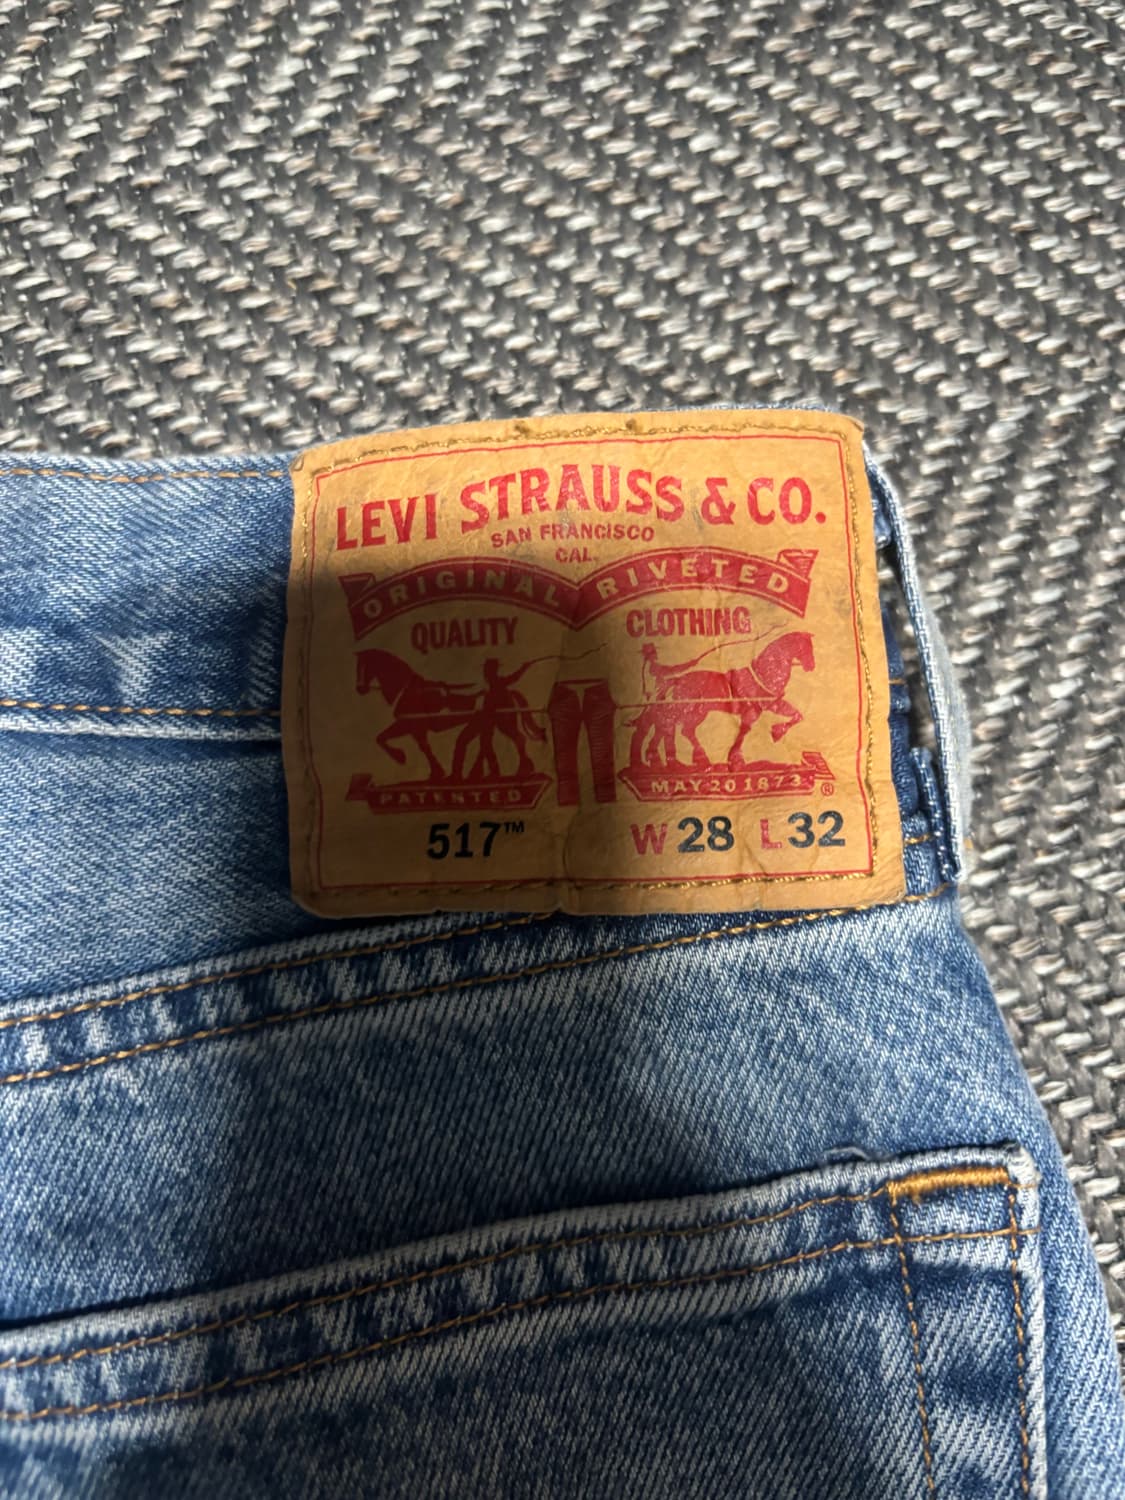 LEVI STRAUSS & CO.
SAN FRANCISCO
CAL.
ORIGINAL RIVETED
QUALITY CLOTHING
PATENTED MAY 20 1873 ®
517™ W 28 L 32